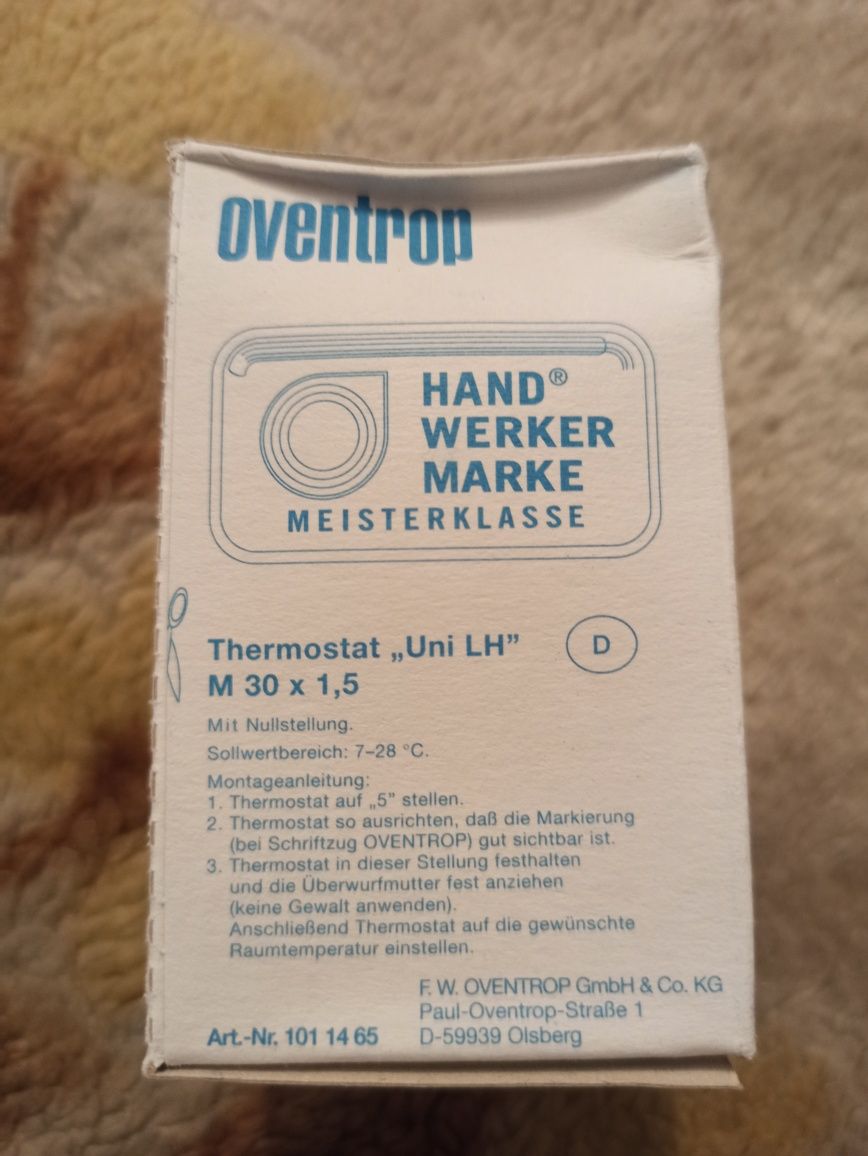 oventrop
HAND®
WERKER
MARKE
MEISTERKLASSE
Thermostat „Uni LH”
D
M 30 x 1,5
Mit Nullstellung.
Sollwertbereich: 7–28 °C.
Montageanleitung:
1. Thermostat auf „5” stellen.
2. Thermostat so ausrichten, daß die Markierung
(bei Schriftzug OVENTROP) gut sichtbar ist.
3. Thermostat in dieser Stellung festhalten
und die Überwurfmutter fest anziehen
(keine Gewalt anwenden).
Anschließend Thermostat auf die gewünschte
Raumtemperatur einstellen.
F. W. OVENTROP GmbH & Co. KG
Paul-Oventrop-Straße 1
Art.-Nr. 101 14 65 D-59939 Olsberg